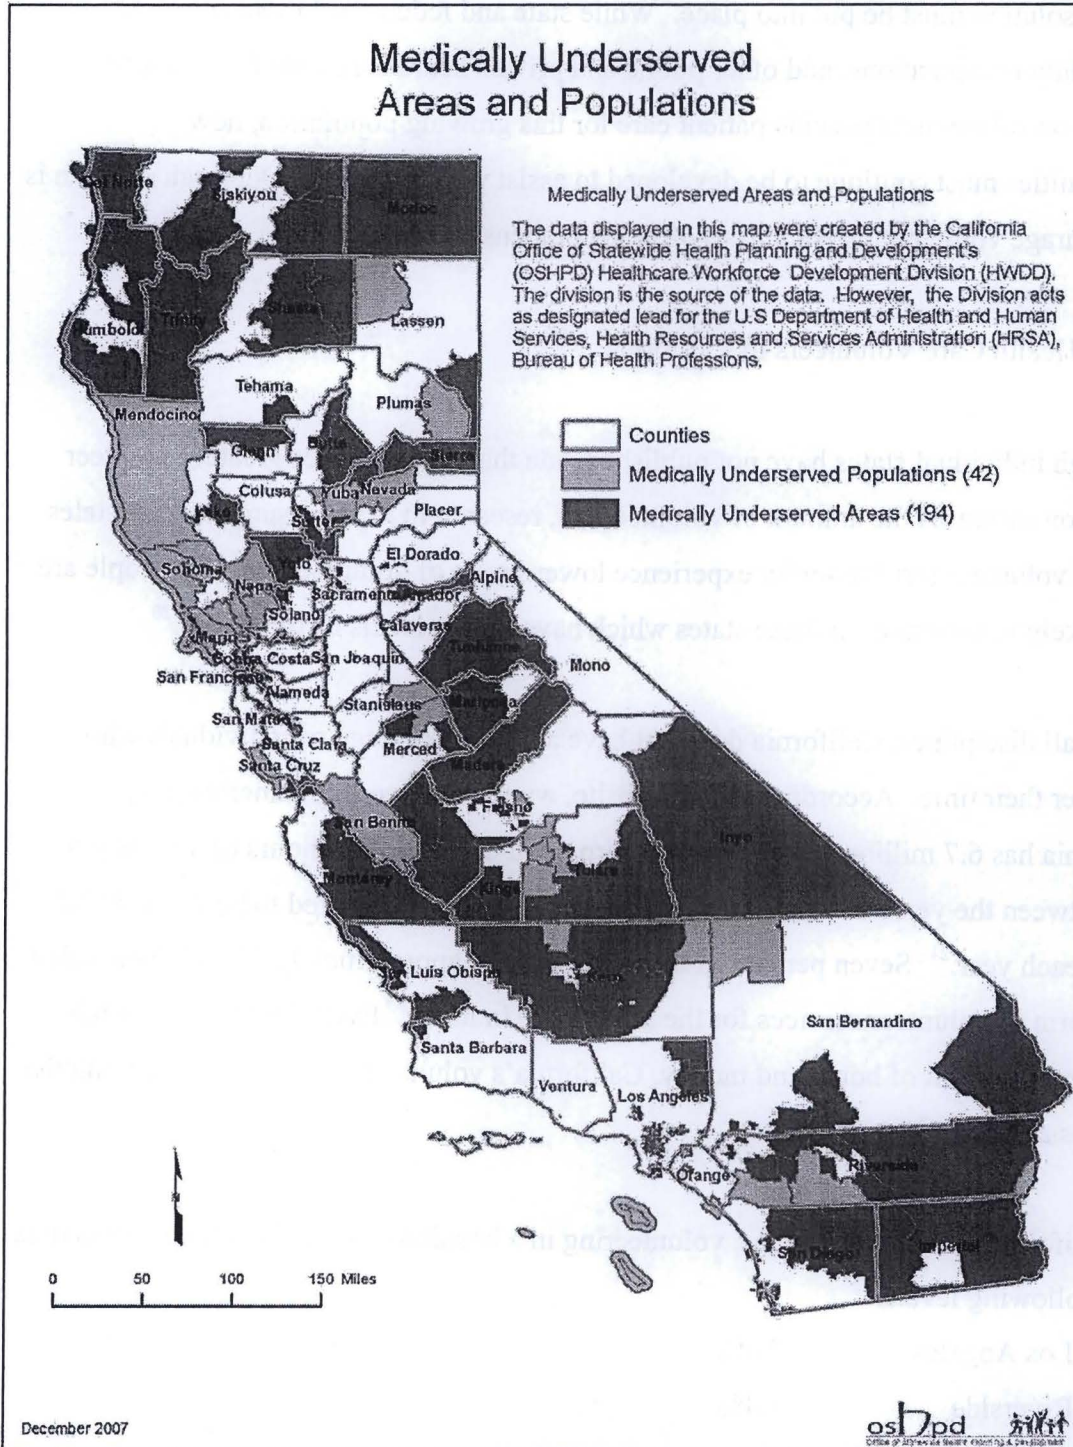 Medically Underserved
Areas and Populations
Medically Underserved Areas and Populations
The data displayed in this map were created by the California
Office of Statewide Health Planning and Development's
(OSHPD) Healthcare Workforce Development Division (HWDD).
The division is the source of the data. However, the Division acts
as designated lead for the U.S Department of Health and Human
Services, Health Resources and Services Administration (HRSA),
Bureau of Health Professions.
Counties
Medically Underserved Populations (42)
Medically Underserved Areas (194)
Del Norte
Siskiyou
Modoc
Humboldt
Trinity
Shasta
Lassen
Tehama
Plumas
Mendocino
Glenn
Butte
Sierra
Colusa
Yuba
Nevada
Lake
Sutter
Placer
El Dorado
Sonoma
Yolo
Napa
Sacramento
Amador
Alpine
Solano
Calaveras
Marin
Tuolumne
Contra Costa
San Joaquin
Mono
San Francisco
Alameda
Stanislaus
Mariposa
San Mateo
Santa Clara
Merced
Santa Cruz
Madera
San Benito
Fresno
Inyo
Monterey
Kings
Tulare
San Luis Obispo
Kern
San Bernardino
Santa Barbara
Ventura
Los Angeles
Orange
Riverside
San Diego
Imperial
0 50 100 150 Miles
December 2007
oshpd
Office of Statewide Health Planning & Development